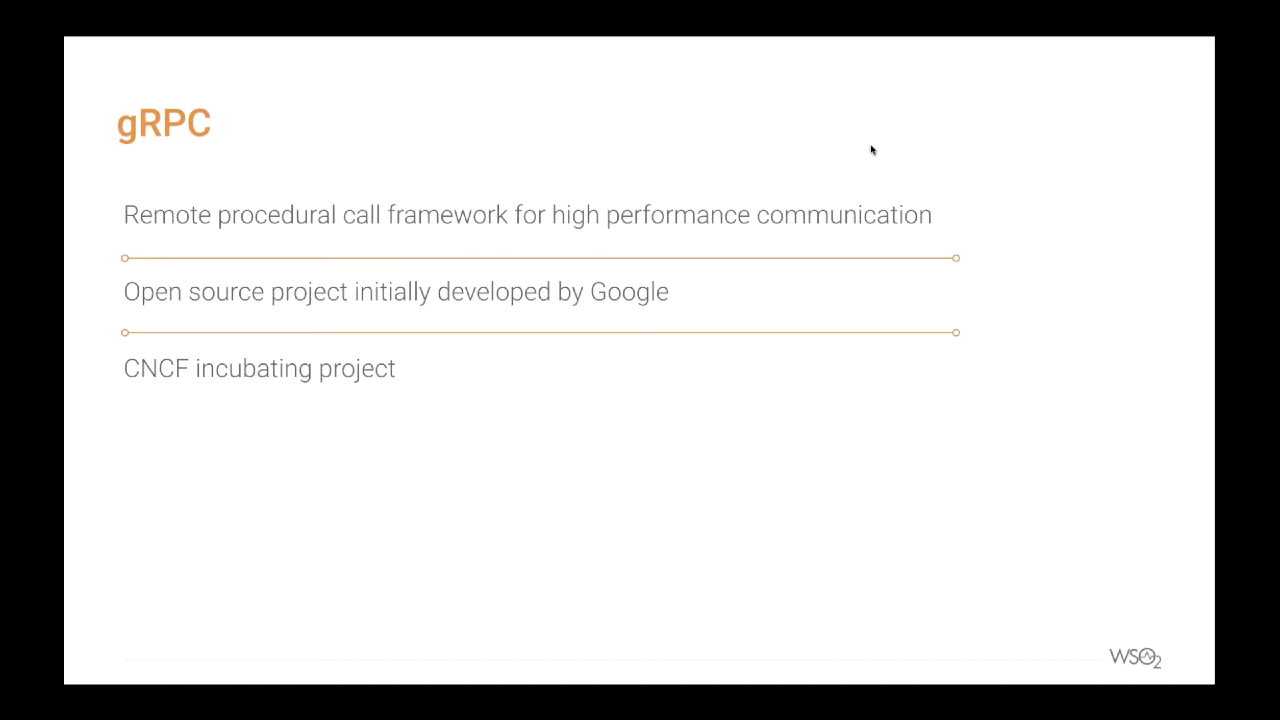 gRPC
Remote procedural call framework for high performance communication
Open source project initially developed by Google
CNCF incubating project
WSO2